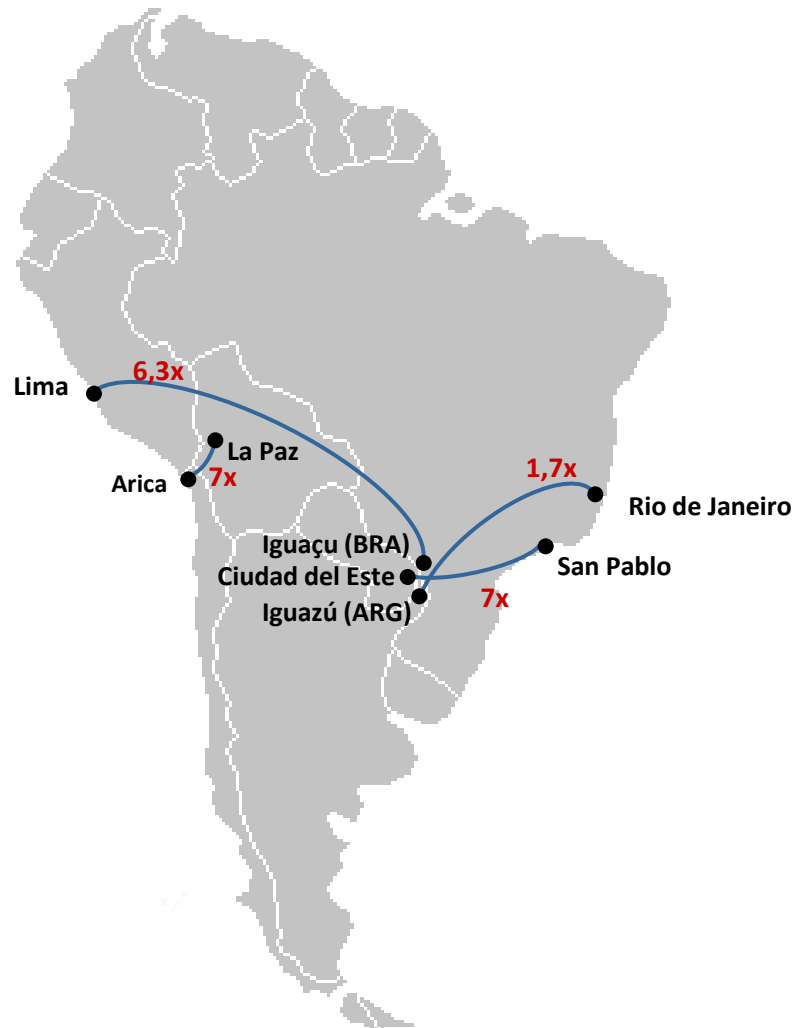 6,3x
Lima
La Paz
7x
Arica
1,7x
Rio de Janeiro
Iguaçu (BRA)
San Pablo
Ciudad del Este
7x
Iguazú (ARG)